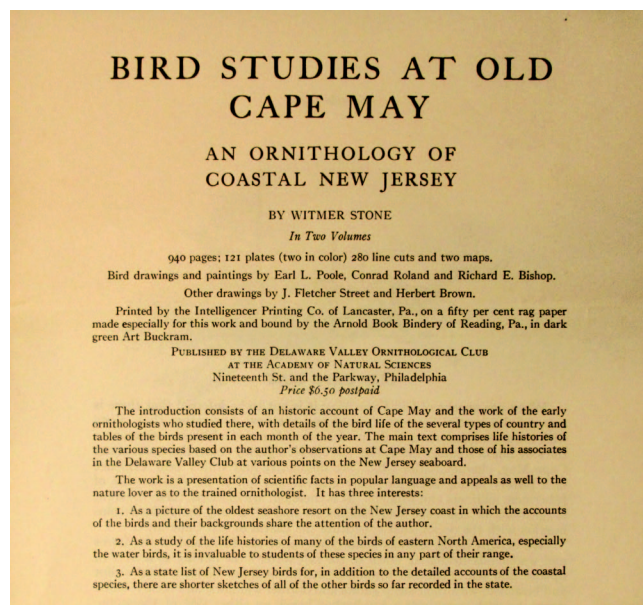 BIRD STUDIES AT OLD
CAPE MAY
AN ORNITHOLOGY OF
COASTAL NEW JERSEY
BY WITMER STONE
In Two Volumes
940 pages; 121 plates (two in color) 280 line cuts and two maps.
Bird drawings and paintings by Earl L. Poole, Conrad Roland and Richard E. Bishop.
Other drawings by J. Fletcher Street and Herbert Brown.
Printed by the Intelligencer Printing Co. of Lancaster, Pa., on a fifty per cent rag paper
made especially for this work and bound by the Arnold Book Bindery of Reading, Pa., in dark
green Art Buckram.
PUBLISHED BY THE DELAWARE VALLEY ORNITHOLOGICAL CLUB
AT THE ACADEMY OF NATURAL SCIENCES
Nineteenth St. and the Parkway, Philadelphia
Price $6.50 postpaid
The introduction consists of an historic account of Cape May and the work of the early
ornithologists who studied there, with details of the bird life of the several types of country and
tables of the birds present in each month of the year. The main text comprises life histories of
the various species based on the author's observations at Cape May and those of his associates
in the Delaware Valley Club at various points on the New Jersey seaboard.
The work is a presentation of scientific facts in popular language and appeals as well to the
nature lover as to the trained ornithologist. It has three interests:
1. As a picture of the oldest seashore resort on the New Jersey coast in which the accounts
of the birds and their backgrounds share the attention of the author.
2. As a study of the life histories of many of the birds of eastern North America, especially
the water birds, it is invaluable to students of these species in any part of their range.
3. As a state list of New Jersey birds for, in addition to the detailed accounts of the coastal
species, there are shorter sketches of all of the other birds so far recorded in the state.